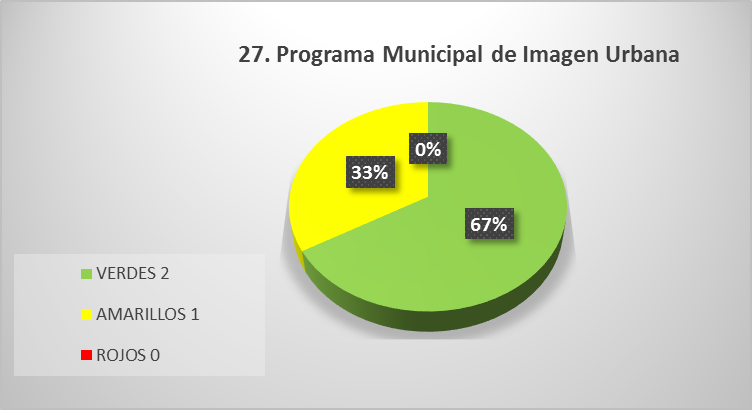 27. Programa Municipal de Imagen Urbana
0%
33%
67%
VERDES 2
AMARILLOS 1
ROJOS 0